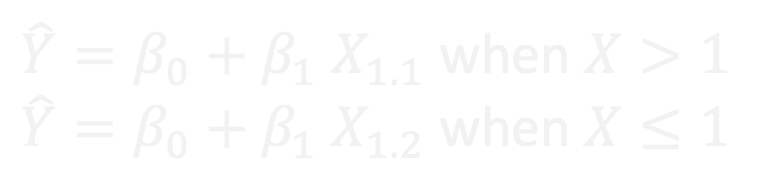 Ŷ = β₀ + β₁ X₁.₁ when X > 1
Ŷ = β₀ + β₁ X₁.₂ when X ≤ 1